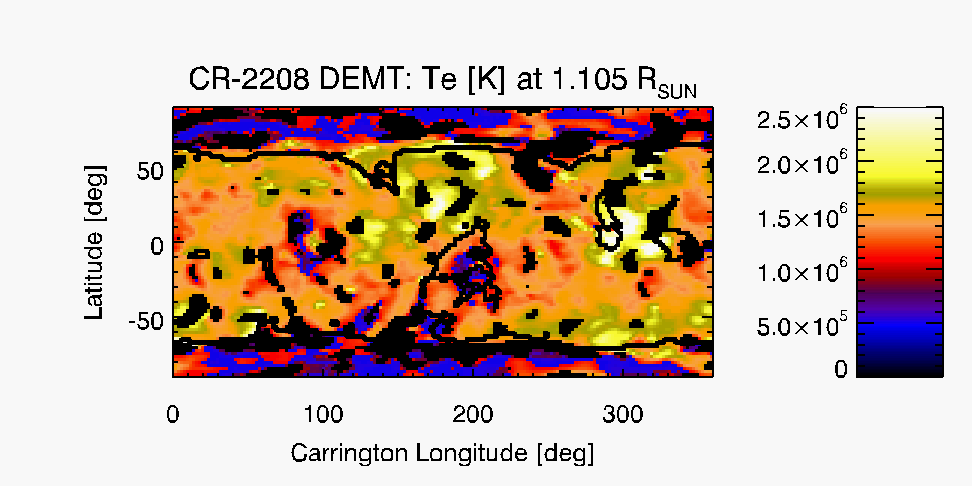 CR-2208 DEMT: Te [K] at 1.105 R_SUN
2.5×10^6
2.0×10^6
1.5×10^6
1.0×10^6
5.0×10^5
0
50
0
-50
Latitude [deg]
0 100 200 300
Carrington Longitude [deg]